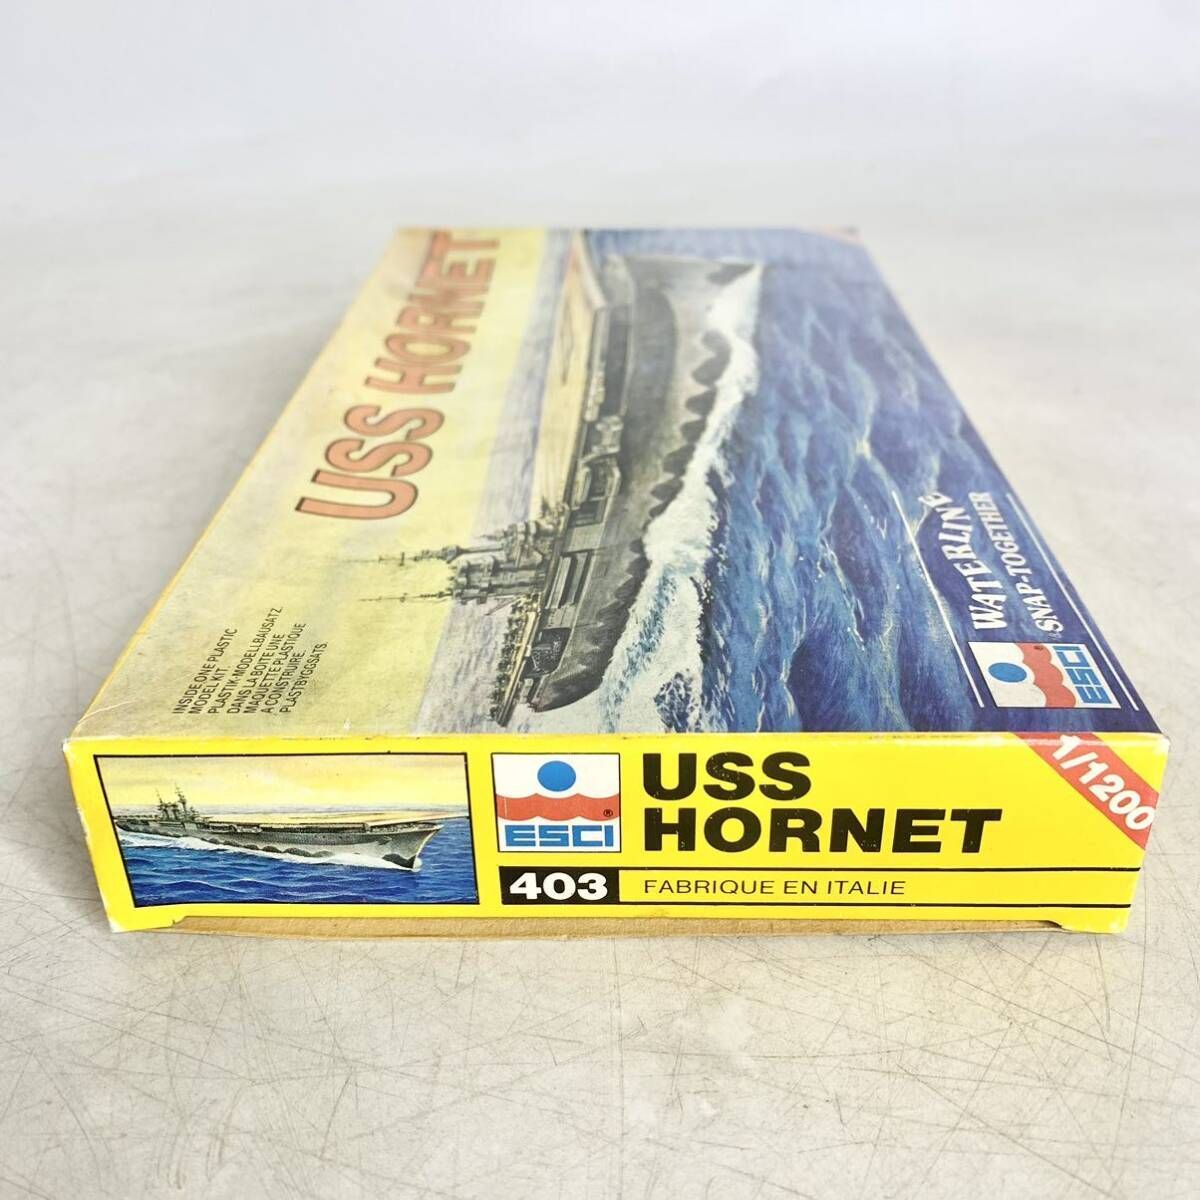 USS HORNET
WATERLINE
SNAP-TOGETHER
ESCI
INSIDE ONE PLASTIC
MODEL KIT
PLASTIK-MODELLBAUSATZ
DANS LA BOITE UNE
MAQUETTE PLASTIQUE
A CONSTRUIRE.
PLASTBYGGSATS
ESCI®
USS
HORNET
1/1200
403
FABRIQUE EN ITALIE